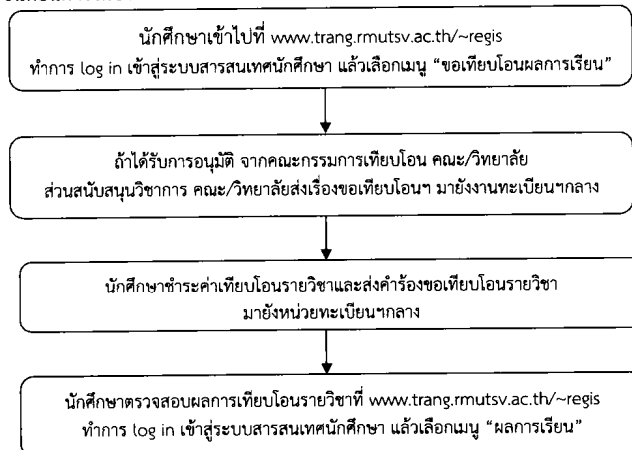 นักศึกษาเข้าไปที่ www.trang.rmutsv.ac.th/~regis
ทำการ log in เข้าสู่ระบบสารสนเทศนักศึกษา แล้วเลือกเมนู “ขอเทียบโอนผลการเรียน”
ถ้าได้รับการอนุมัติ จากคณะกรรมการเทียบโอน คณะ/วิทยาลัย
ส่วนสนับสนุนวิชาการ คณะ/วิทยาลัยส่งเรื่องขอเทียบโอนฯ มายังงานทะเบียนฯกลาง
นักศึกษาชำระค่าเทียบโอนรายวิชาและส่งคำร้องขอเทียบโอนรายวิชา
มายังหน่วยทะเบียนฯกลาง
นักศึกษาตรวจสอบผลการเทียบโอนรายวิชาที่ www.trang.rmutsv.ac.th/~regis
ทำการ log in เข้าสู่ระบบสารสนเทศนักศึกษา แล้วเลือกเมนู “ผลการเรียน”